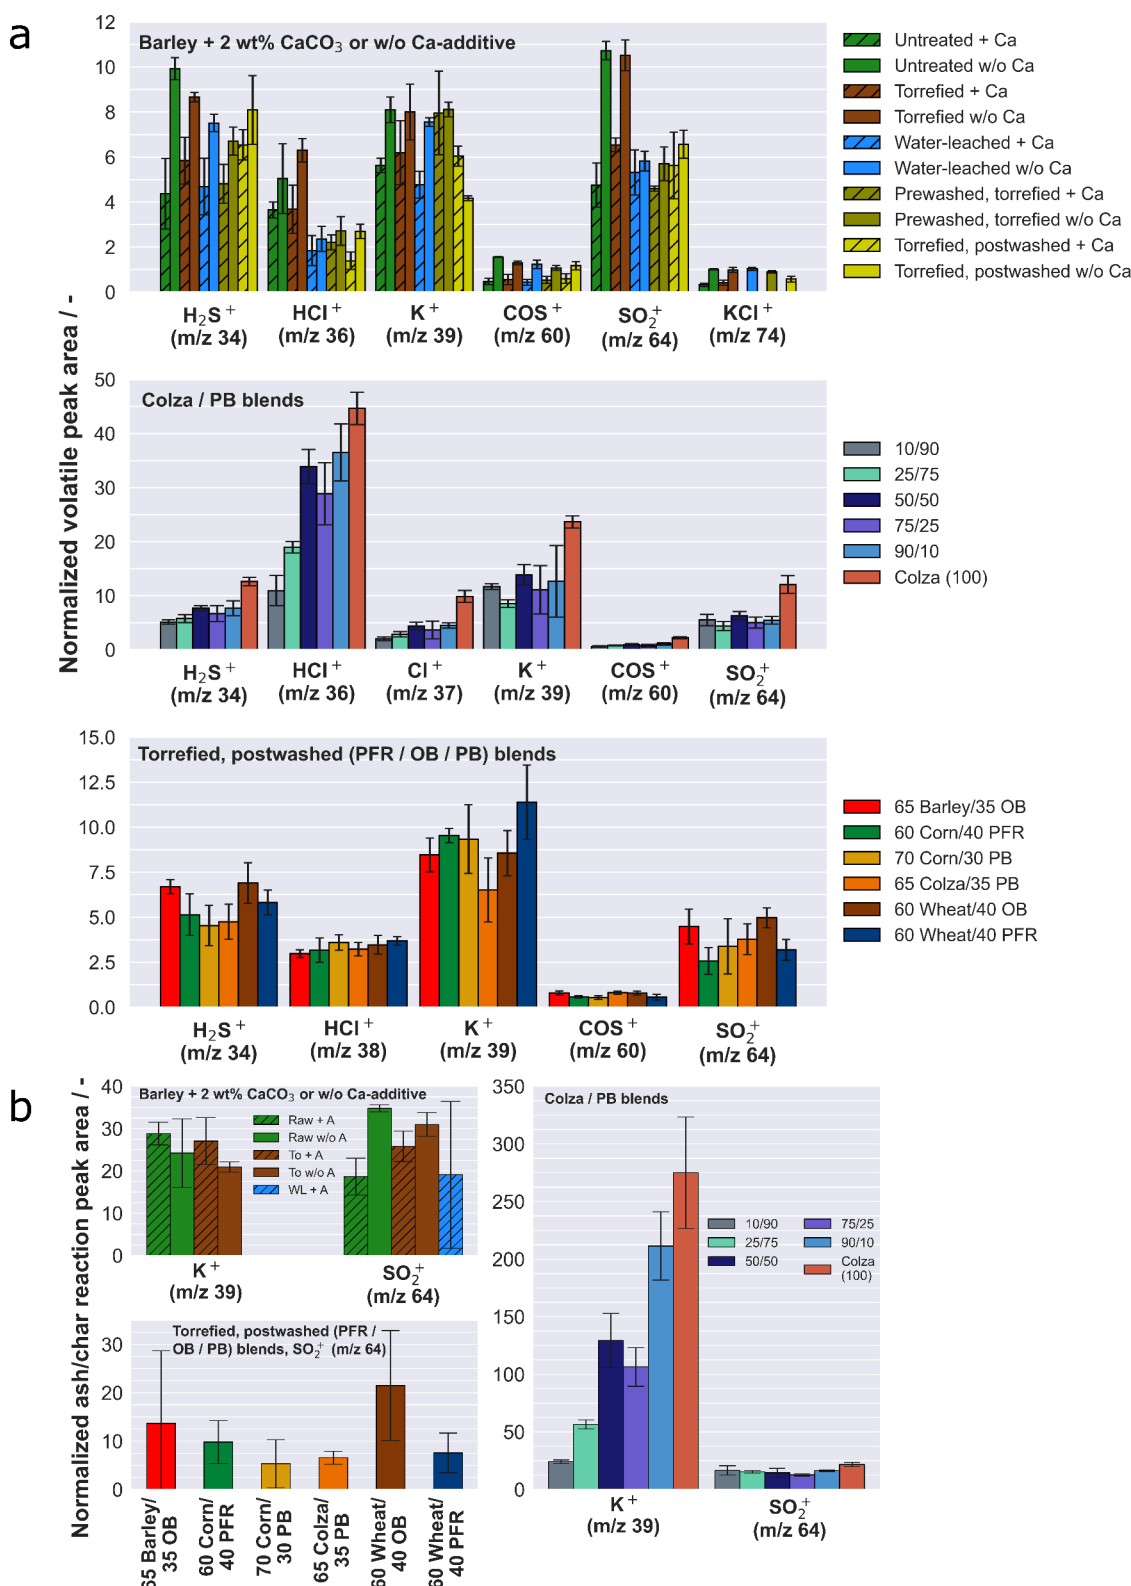 a
Normalized volatile peak area / -
Barley + 2 wt% CaCO₃ or w/o Ca-additive
12
10
8
6
4
2
0
H₂S⁺
(m/z 34)
HCl⁺
(m/z 36)
K⁺
(m/z 39)
COS⁺
(m/z 60)
SO₂⁺
(m/z 64)
KCl⁺
(m/z 74)
Untreated + Ca
Untreated w/o Ca
Torrefied + Ca
Torrefied w/o Ca
Water-leached + Ca
Water-leached w/o Ca
Prewashed, torrefied + Ca
Prewashed, torrefied w/o Ca
Torrefied, postwashed + Ca
Torrefied, postwashed w/o Ca
Colza / PB blends
50
40
30
20
10
0
H₂S⁺
(m/z 34)
HCl⁺
(m/z 36)
Cl⁺
(m/z 37)
K⁺
(m/z 39)
COS⁺
(m/z 60)
SO₂⁺
(m/z 64)
10/90
25/75
50/50
75/25
90/10
Colza (100)
Torrefied, postwashed (PFR / OB / PB) blends
15.0
12.5
10.0
7.5
5.0
2.5
0.0
H₂S⁺
(m/z 34)
HCl⁺
(m/z 38)
K⁺
(m/z 39)
COS⁺
(m/z 60)
SO₂⁺
(m/z 64)
65 Barley/35 OB
60 Corn/40 PFR
70 Corn/30 PB
65 Colza/35 PB
60 Wheat/40 OB
60 Wheat/40 PFR
b
Normalized ash/char reaction peak area / -
Barley + 2 wt% CaCO₃ or w/o Ca-additive
40
30
20
10
0
Raw + A
Raw w/o A
To + A
To w/o A
WL + A
K⁺
(m/z 39)
SO₂⁺
(m/z 64)
Torrefied, postwashed (PFR /
OB / PB) blends, SO₂⁺ (m/z 64)
30
20
10
0
65 Barley/
35 OB
60 Corn/
40 PFR
70 Corn/
30 PB
65 Colza/
35 PB
60 Wheat/
40 OB
60 Wheat/
40 PFR
Colza / PB blends
350
300
250
200
150
100
50
0
10/90
25/75
50/50
75/25
90/10
Colza
(100)
K⁺
(m/z 39)
SO₂⁺
(m/z 64)